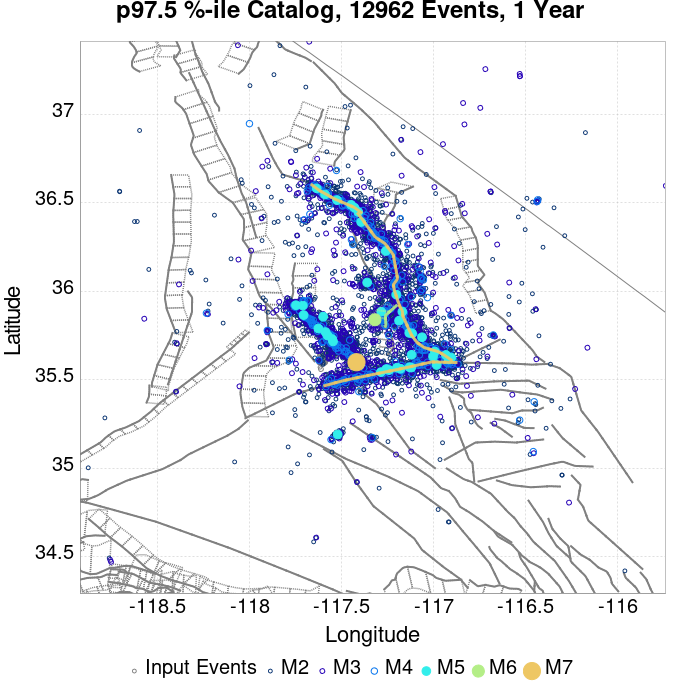 p97.5 %-ile Catalog, 12962 Events, 1 Year
37
36.5
36
35.5
35
34.5
Latitude
-118.5 -118 -117.5 -117 -116.5 -116
Longitude
Input Events M2 M3 M4 M5 M6 M7